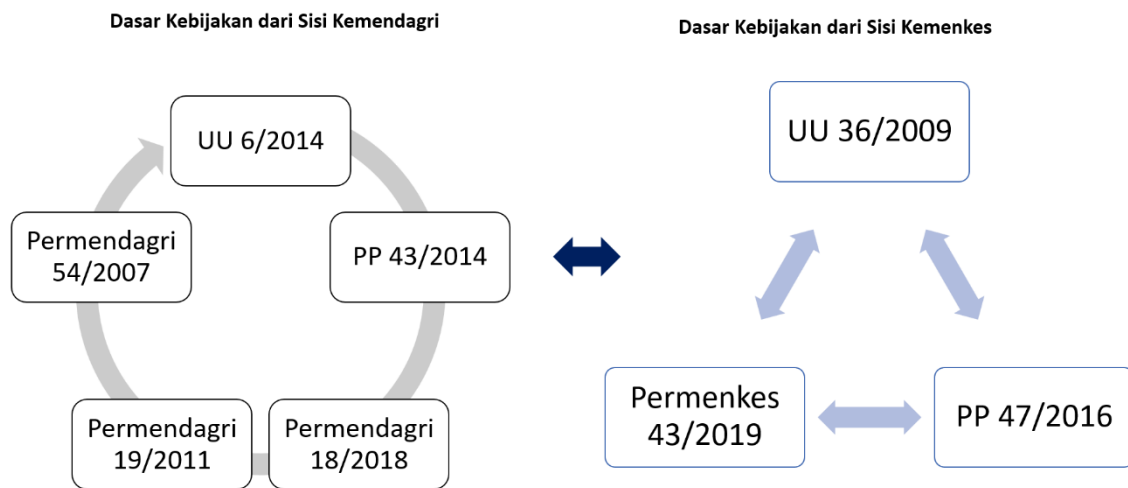 Dasar Kebijakan dari Sisi Kemendagri
UU 6/2014
PP 43/2014
Permendagri
18/2018
Permendagri
19/2011
Permendagri
54/2007
Dasar Kebijakan dari Sisi Kemenkes
UU 36/2009
PP 47/2016
Permenkes
43/2019